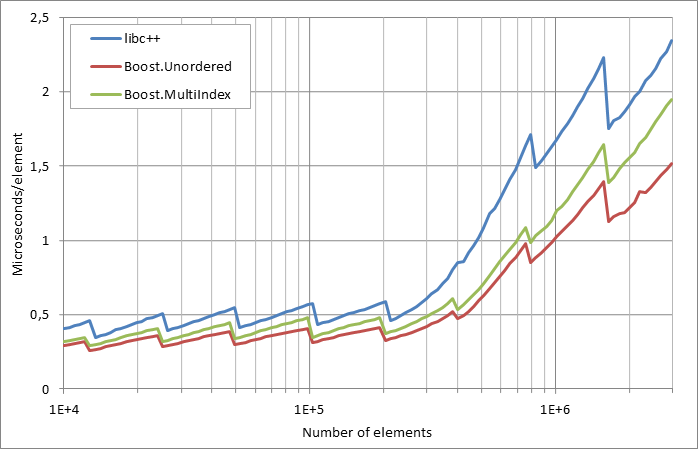 2,5
libc++
Boost.Unordered
Boost.MultiIndex
2
1,5
1
0,5
0
Microseconds/element
1E+4
1E+5
1E+6
Number of elements